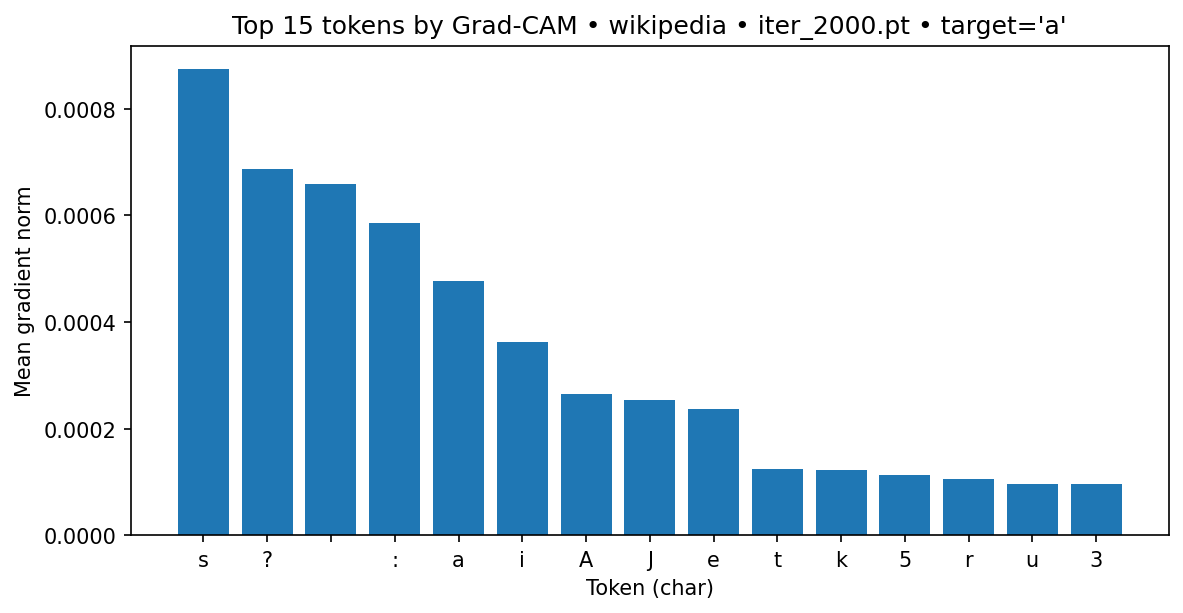 Top 15 tokens by Grad-CAM • wikipedia • iter_2000.pt • target='a'
Mean gradient norm
0.0008
0.0006
0.0004
0.0002
0.0000
s ? : a i A J e t k 5 r u 3
Token (char)